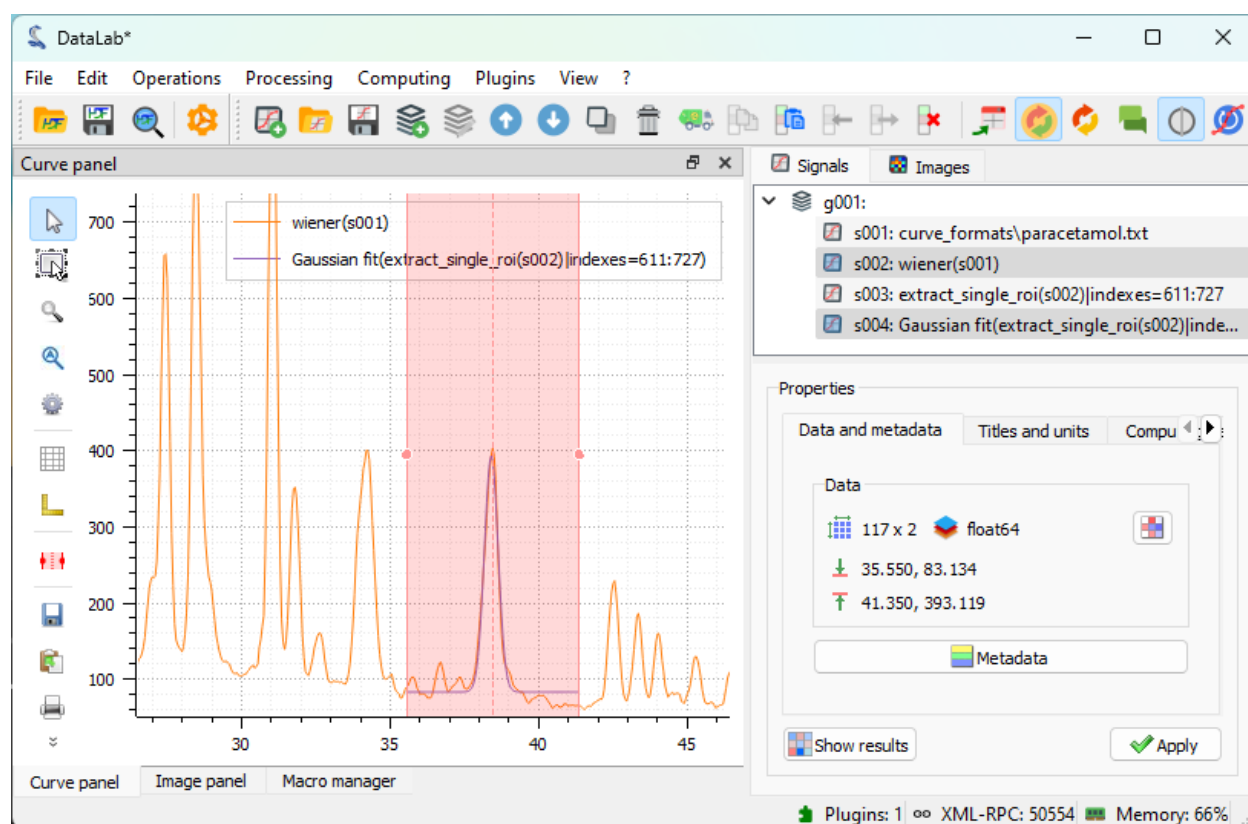 DataLab*
File Edit Operations Processing Computing Plugins View ?
Curve panel
700
600
500
400
300
200
100
30 35 40 45
wiener(s001)
Gaussian fit(extract_single_roi(s002)|indexes=611:727)
Curve panel Image panel Macro manager
Signals Images
g001:
s001: curve_formats\paracetamol.txt
s002: wiener(s001)
s003: extract_single_roi(s002)|indexes=611:727
s004: Gaussian fit(extract_single_roi(s002)|inde...
Properties
Data and metadata Titles and units Compu
Data
117 x 2 float64
35.550, 83.134
41.350, 393.119
Metadata
Show results Apply
Plugins: 1 XML-RPC: 50554 Memory: 66%